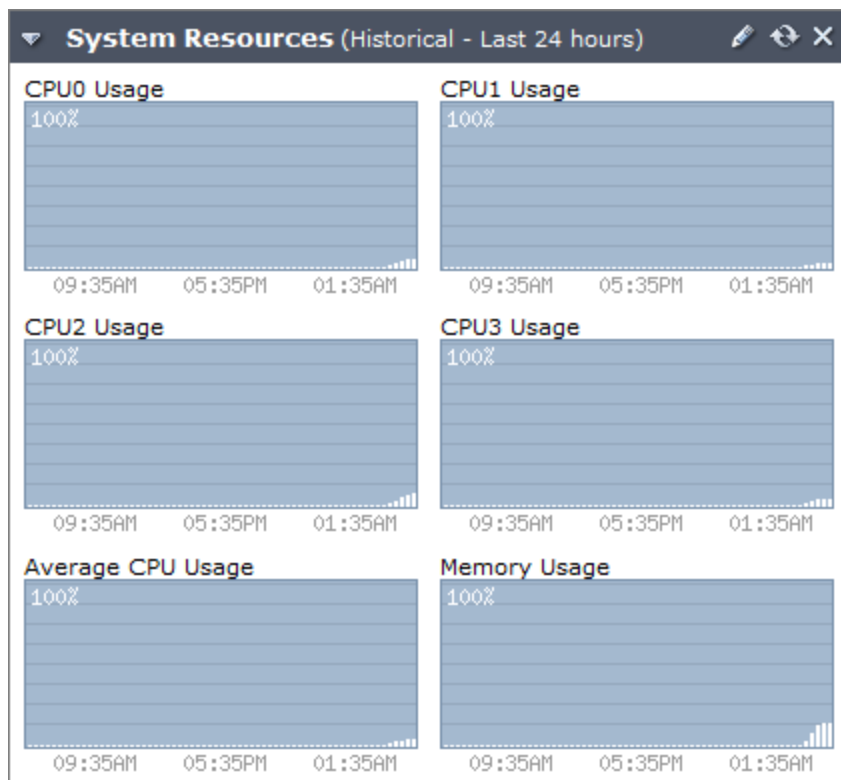 System Resources (Historical - Last 24 hours)
CPU0 Usage
100%
09:35AM 05:35PM 01:35AM
CPU1 Usage
100%
09:35AM 05:35PM 01:35AM
CPU2 Usage
100%
09:35AM 05:35PM 01:35AM
CPU3 Usage
100%
09:35AM 05:35PM 01:35AM
Average CPU Usage
100%
09:35AM 05:35PM 01:35AM
Memory Usage
100%
09:35AM 05:35PM 01:35AM